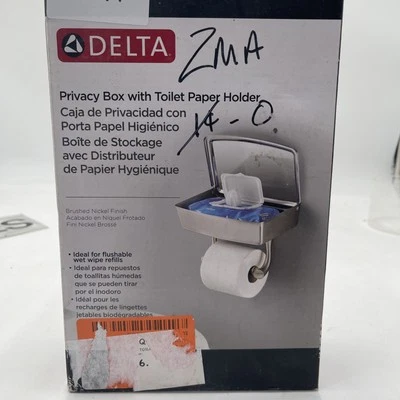 DELTA
ZMA
14 - O
Privacy Box with Toilet Paper Holder
Caja de Privacidad con
Porta Papel Higiénico
Boîte de Stockage
avec Distributeur
de Papier Hygiénique
Brushed Nickel Finish
Acabado en Níquel Frotado
Fini Nickel Brossé
• Ideal for flushable
wet wipe refills
• Ideal para repuestos
de toallitas húmedas
que se pueden tirar
por el inodoro
• Idéal pour les
recharges de lingettes
jetables biodégradables
Q
6.